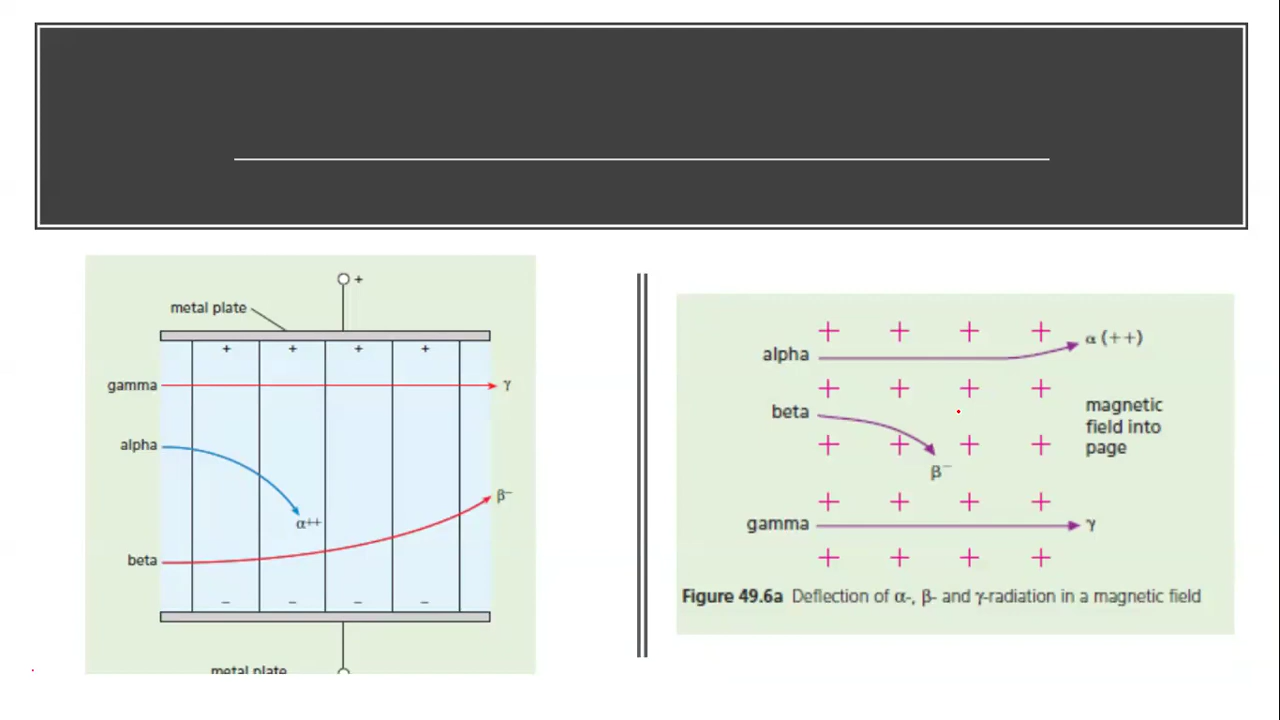 +
metal plate
+ + + +
gamma γ
alpha
α++
β−
beta
− − − −
metal plate
+ + + +
alpha α (++)
+ + + +
beta
magnetic
field into
page
+ + + +
β−
+ + + +
gamma γ
+ + + +
Figure 49.6a Deflection of α-, β- and γ-radiation in a magnetic field